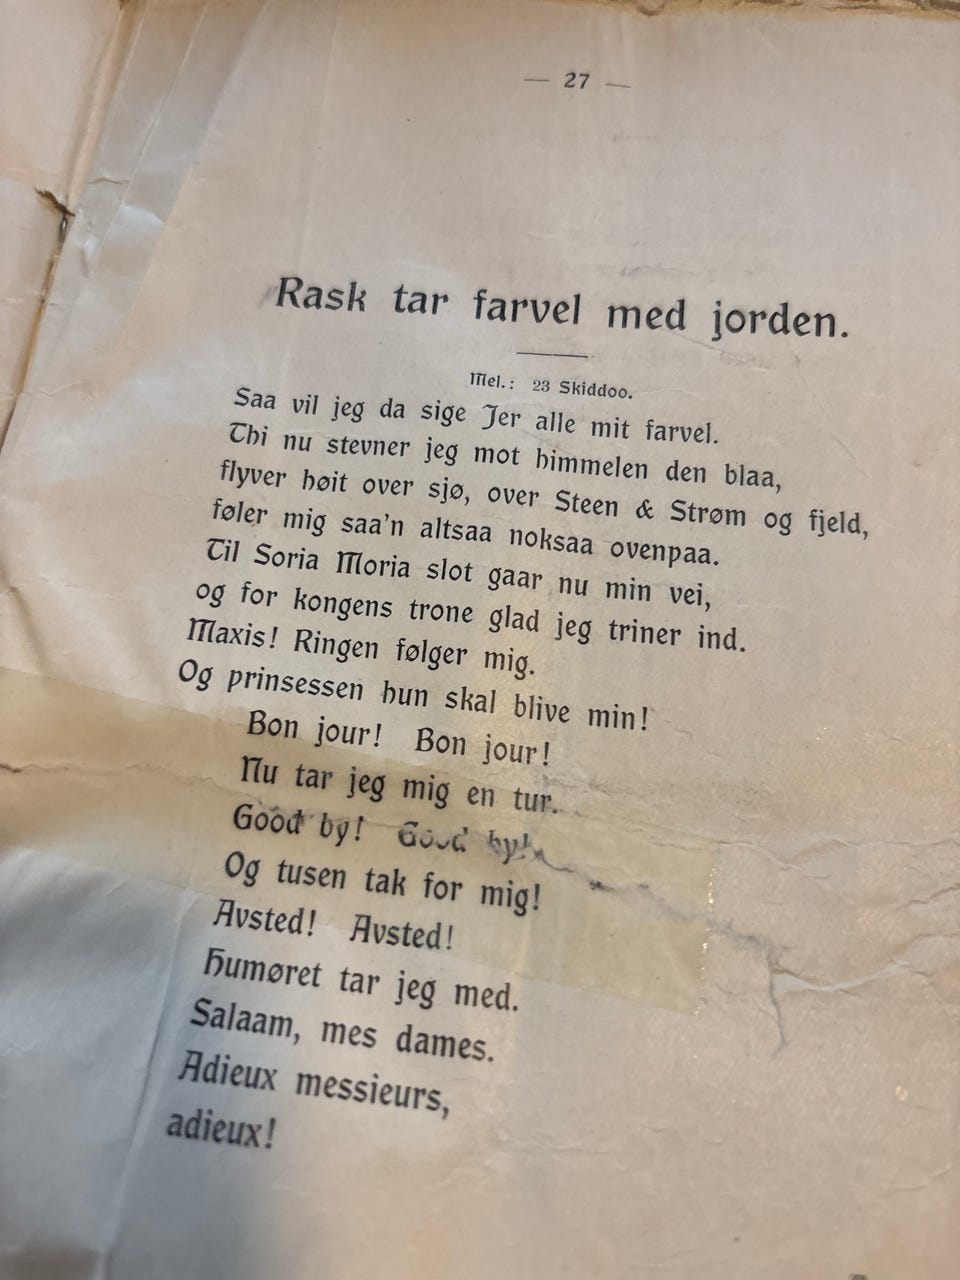 — 27 —
Rask tar farvel med jorden.
Mel.: 23 Skiddoo.
Saa vil jeg da sige Jer alle mit farvel.
Thi nu stevner jeg mot himmelen den blaa,
flyver høit over sjø, over Steen & Strøm og fjeld,
føler mig saa'n altsaa noksaa ovenpaa.
Til Soria Moria slot gaar nu min vei,
og for kongens trone glad jeg triner ind.
Maxis! Ringen følger mig.
Og prinsessen hun skal blive min!
Bon jour! Bon jour!
Nu tar jeg mig en tur.
Good by! Good by!
Og tusen tak for mig!
Avsted! Avsted!
Humøret tar jeg med.
Salaam, mes dames.
Adieux messieurs,
adieux!